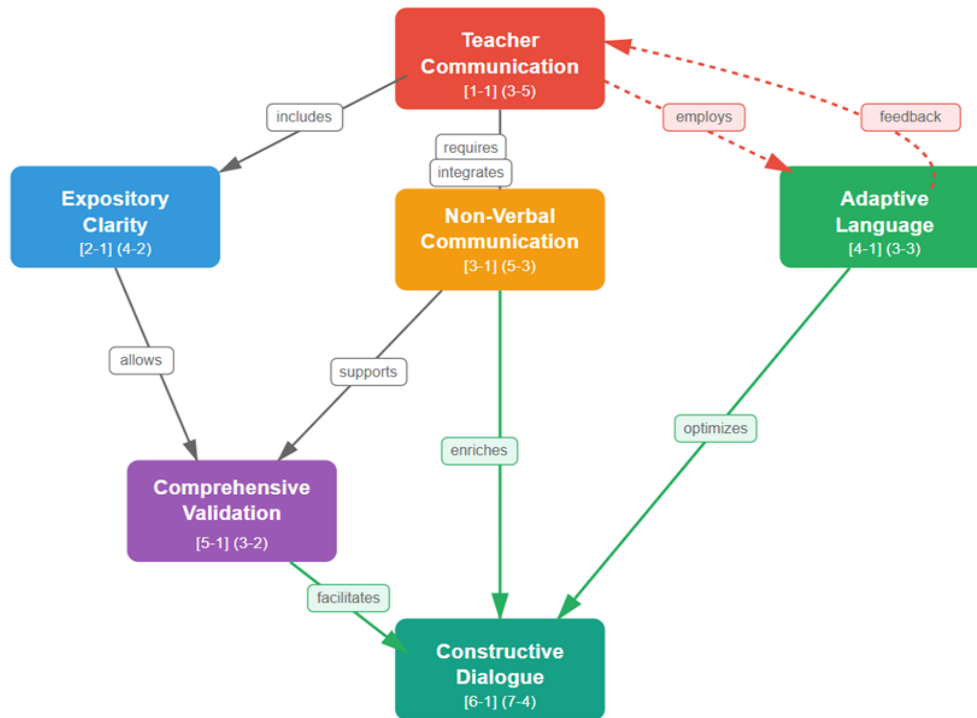 Teacher
Communication
[1-1] (3-5)
includes
employs
feedback
requires
integrates
Expository
Clarity
[2-1] (4-2)
Non-Verbal
Communication
[3-1] (5-3)
Adaptive
Language
[4-1] (3-3)
allows
supports
optimizes
enriches
Comprehensive
Validation
[5-1] (3-2)
facilitates
Constructive
Dialogue
[6-1] (7-4)